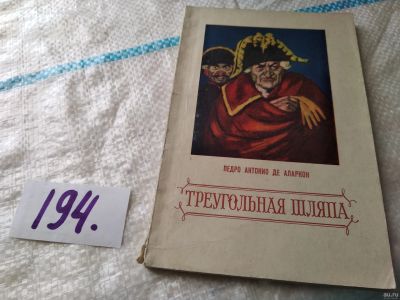 ПЕДРО АНТОНИО ДЕ АЛАРКОН
ТРЕУГОЛЬНАЯ ШЛЯПА
194.
au.ru